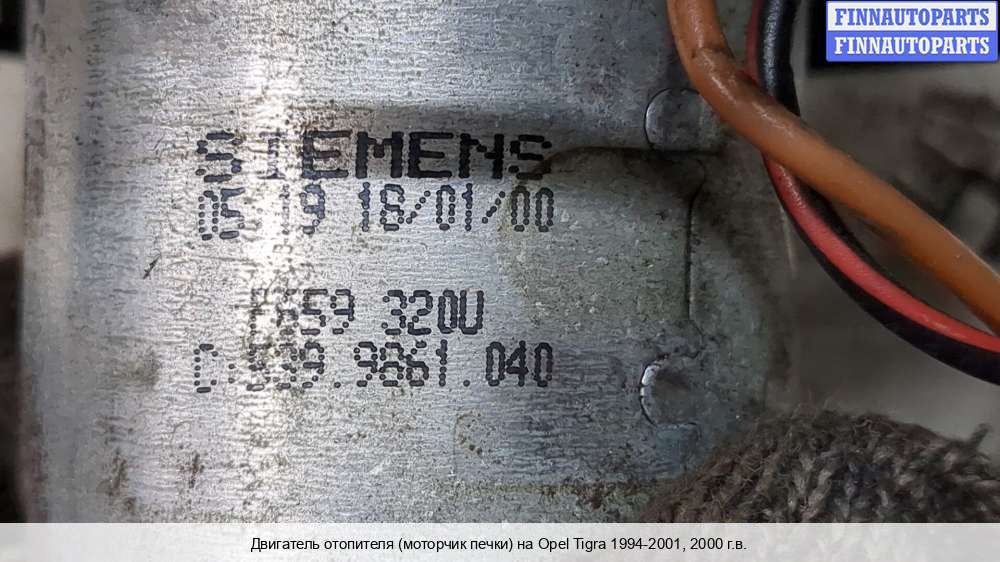 FINNAUTOPARTS
FINNAUTOPARTS
SIEMENS
05:19 18/01/00
320U
.9861.040
Двигатель отопителя (моторчик печки) на Opel Tigra 1994-2001, 2000 г.в.